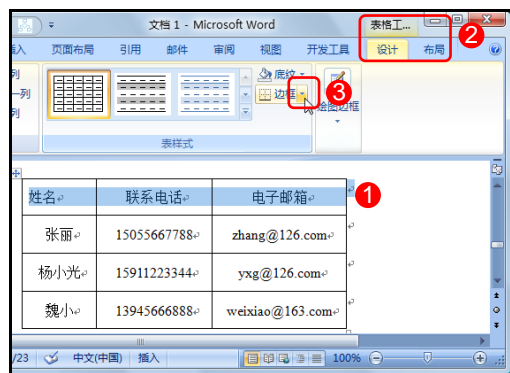 文档 1 - Microsoft Word
表格工...
2
入 页面布局 引用 邮件 审阅 视图 开发工具 设计 布局
列
一列
列
底纹
边框
3
绘图边框
表样式
1
姓名 联系电话 电子邮箱
张丽 15055667788 zhang@126.com
杨小光 15911223344 yxg@126.com
魏小 13945666888 weixiao@163.com
/23 中文(中国) 插入 100%